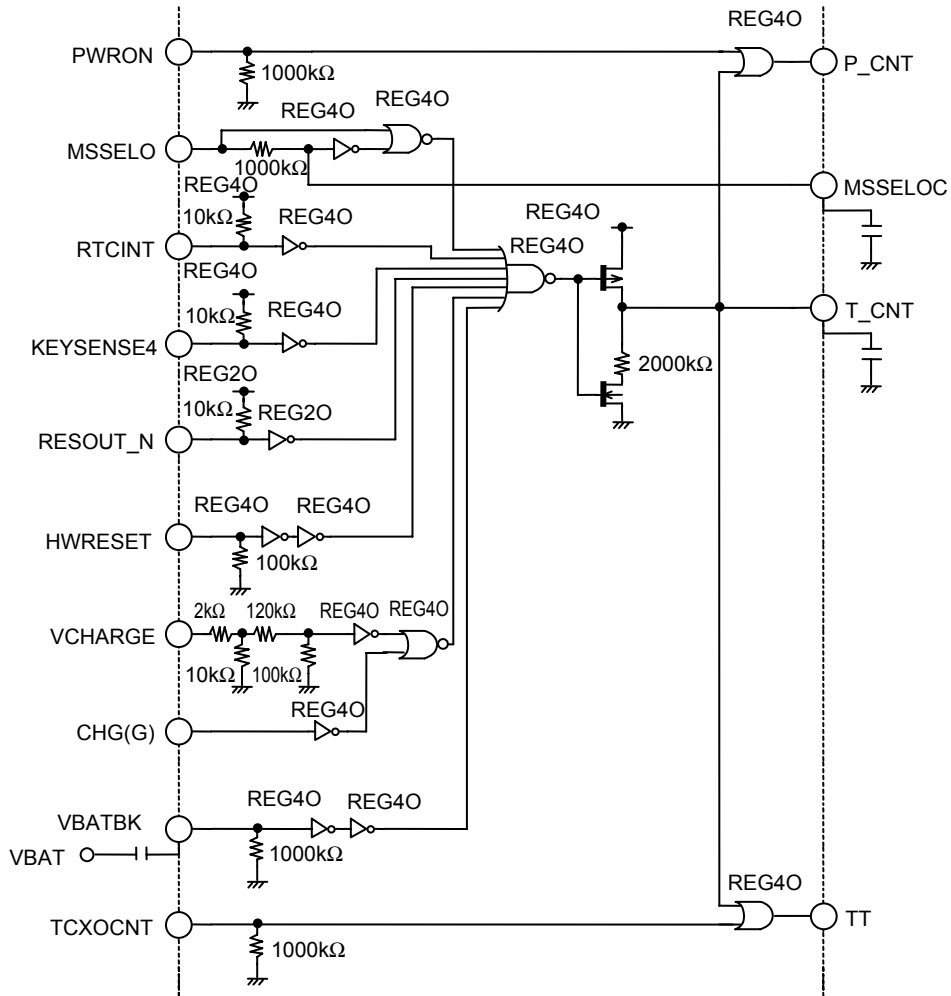 REG4O
PWRON
1000kΩ
P_CNT
REG4O
REG4O
MSSELO
1000kΩ
MSSELOC
REG4O
10kΩ
REG4O
REG4O
RTCINT
REG4O
REG4O
10kΩ
REG4O
T_CNT
KEYSENSE4
2000kΩ
REG2O
10kΩ
REG2O
RESOUT_N
REG4O
REG4O
HWRESET
100kΩ
2kΩ
120kΩ
REG4O
REG4O
VCHARGE
10kΩ
100kΩ
REG4O
CHG(G)
REG4O
REG4O
VBATBK
VBAT
1000kΩ
REG4O
TCXOCNT
TT
1000kΩ